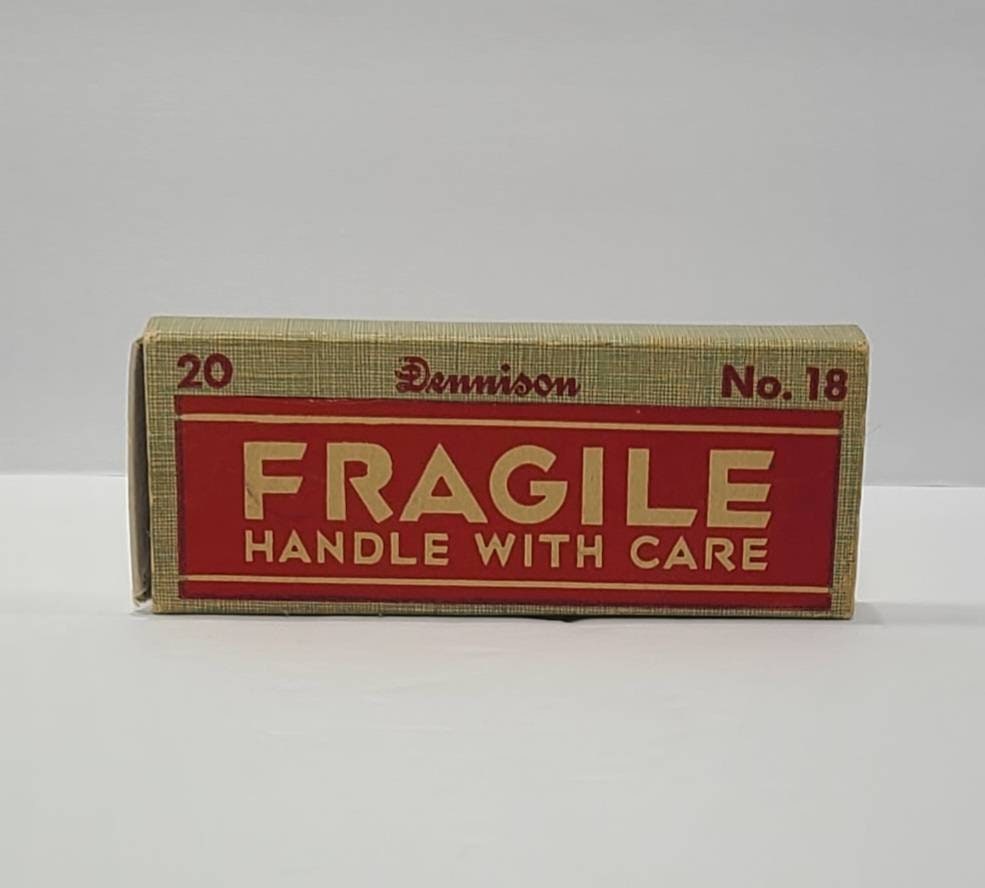 20 Dennison No. 18
FRAGILE
HANDLE WITH CARE